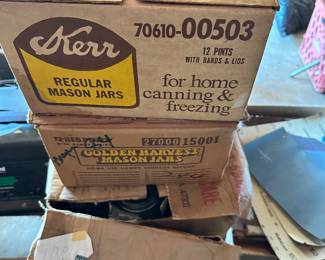 Kerr
70610-00503
12 PINTS
WITH BANDS & LIDS
REGULAR
MASON JARS
for home
canning &
freezing
27000 15001
GOLDEN HARVEST
MASON JARS